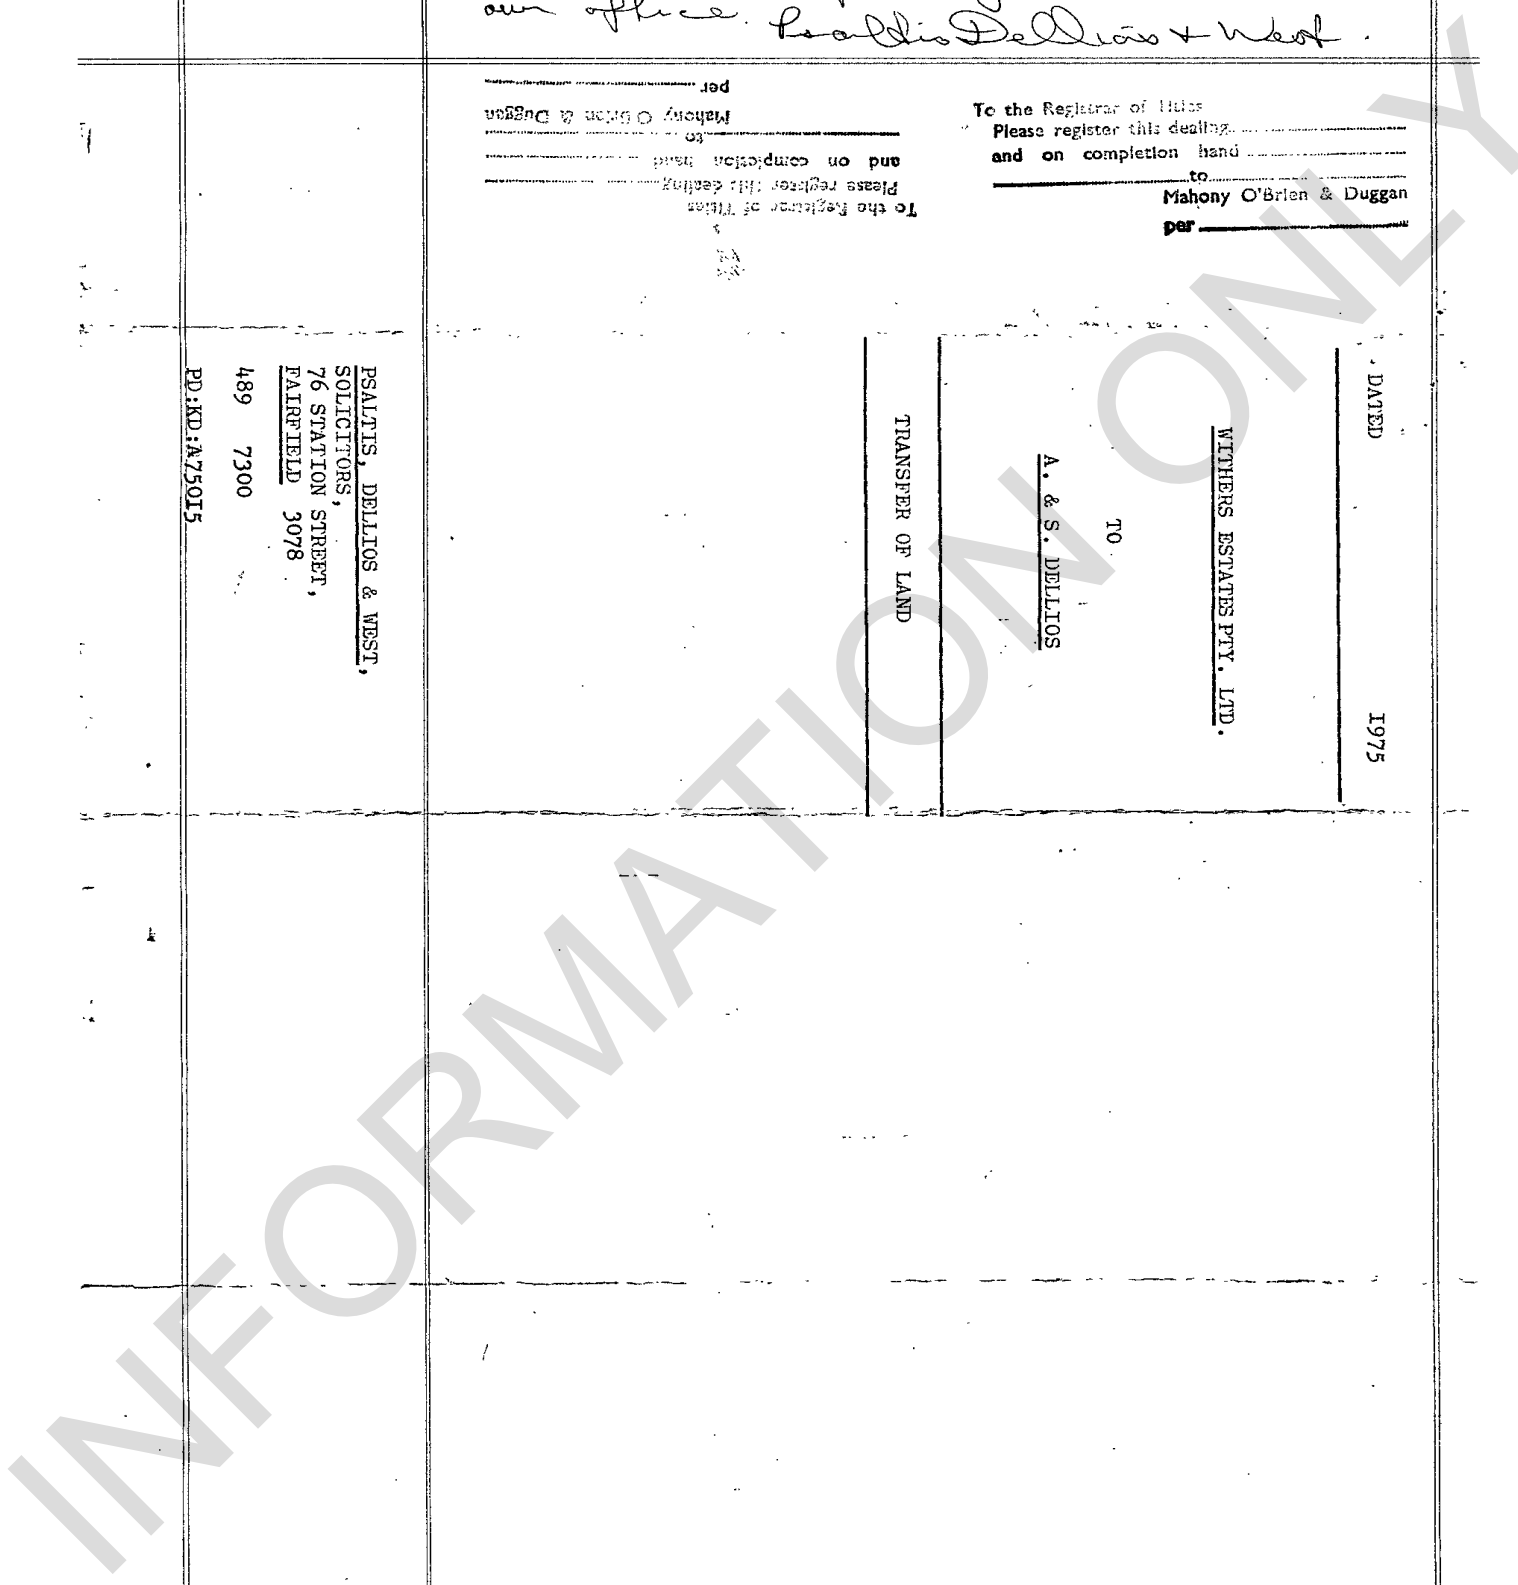 our office. Psaltis Dellios & West.
To the Registrar of Titles
Please register this dealing
and on completion hand
to
Mahony O'Brien & Duggan
per
To the Registrar of Titles
Please register this dealing
and on completion hand
to
Mahony O'Brien & Duggan
per
DATED 1975
WITHERS ESTATES PTY. LTD.
TO
A. & S. DELLIOS
TRANSFER OF LAND
PSALTIS, DELLIOS & WEST,
SOLICITORS,
76 STATION STREET,
FAIRFIELD 3078
489 7300
PD:KD:A75015
INFORMATION ONLY